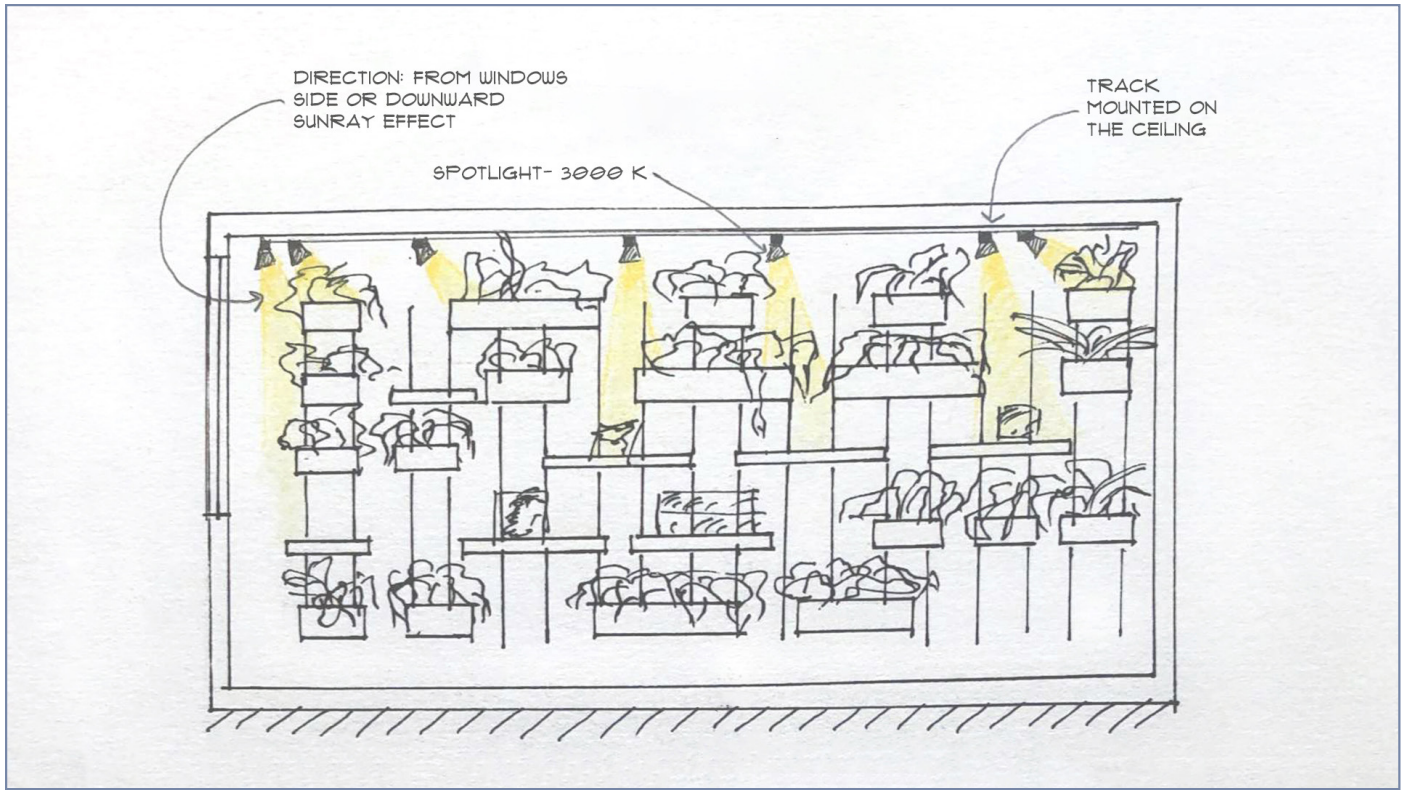 DIRECTION: FROM WINDOWS
SIDE OR DOWNWARD
SUNRAY EFFECT
TRACK
MOUNTED ON
THE CEILING
SPOTLIGHT- 3000 K